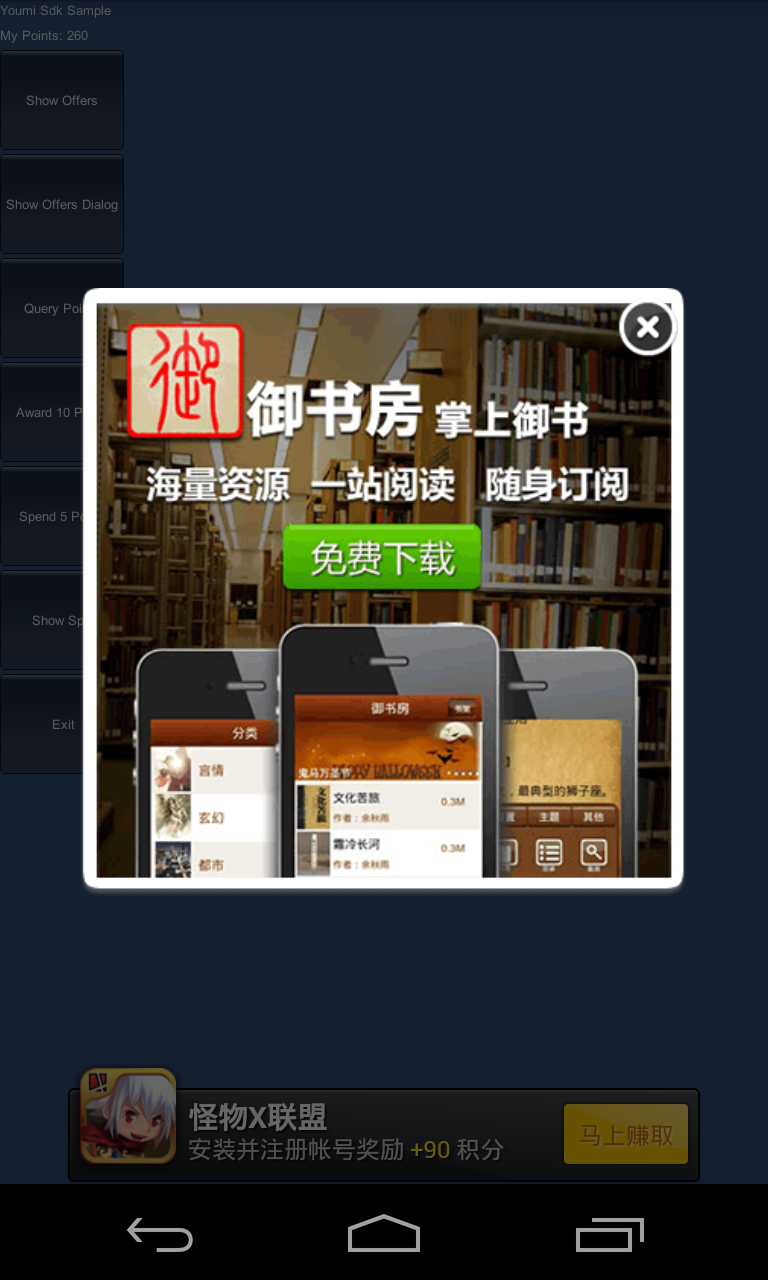 Youmi Sdk Sample
My Points: 260
Show Offers
Show Offers Dialog
Query Poi
Award 10 P
Spend 5 Po
Show Sp
Exit
御
御书房 掌上御书
海量资源 一站阅读 随身订阅
免费下载
分类
言情
玄幻
都市
御书房 书架
鬼马万圣节 HAPPY HALLOWEEN
文化苦旅 0.3M
作者：余秋雨
霜冷长河 0.3M
作者：余秋雨
，最典型的狮子座。
主题 其他
怪物X联盟
安装并注册帐号奖励 +90 积分
马上赚取